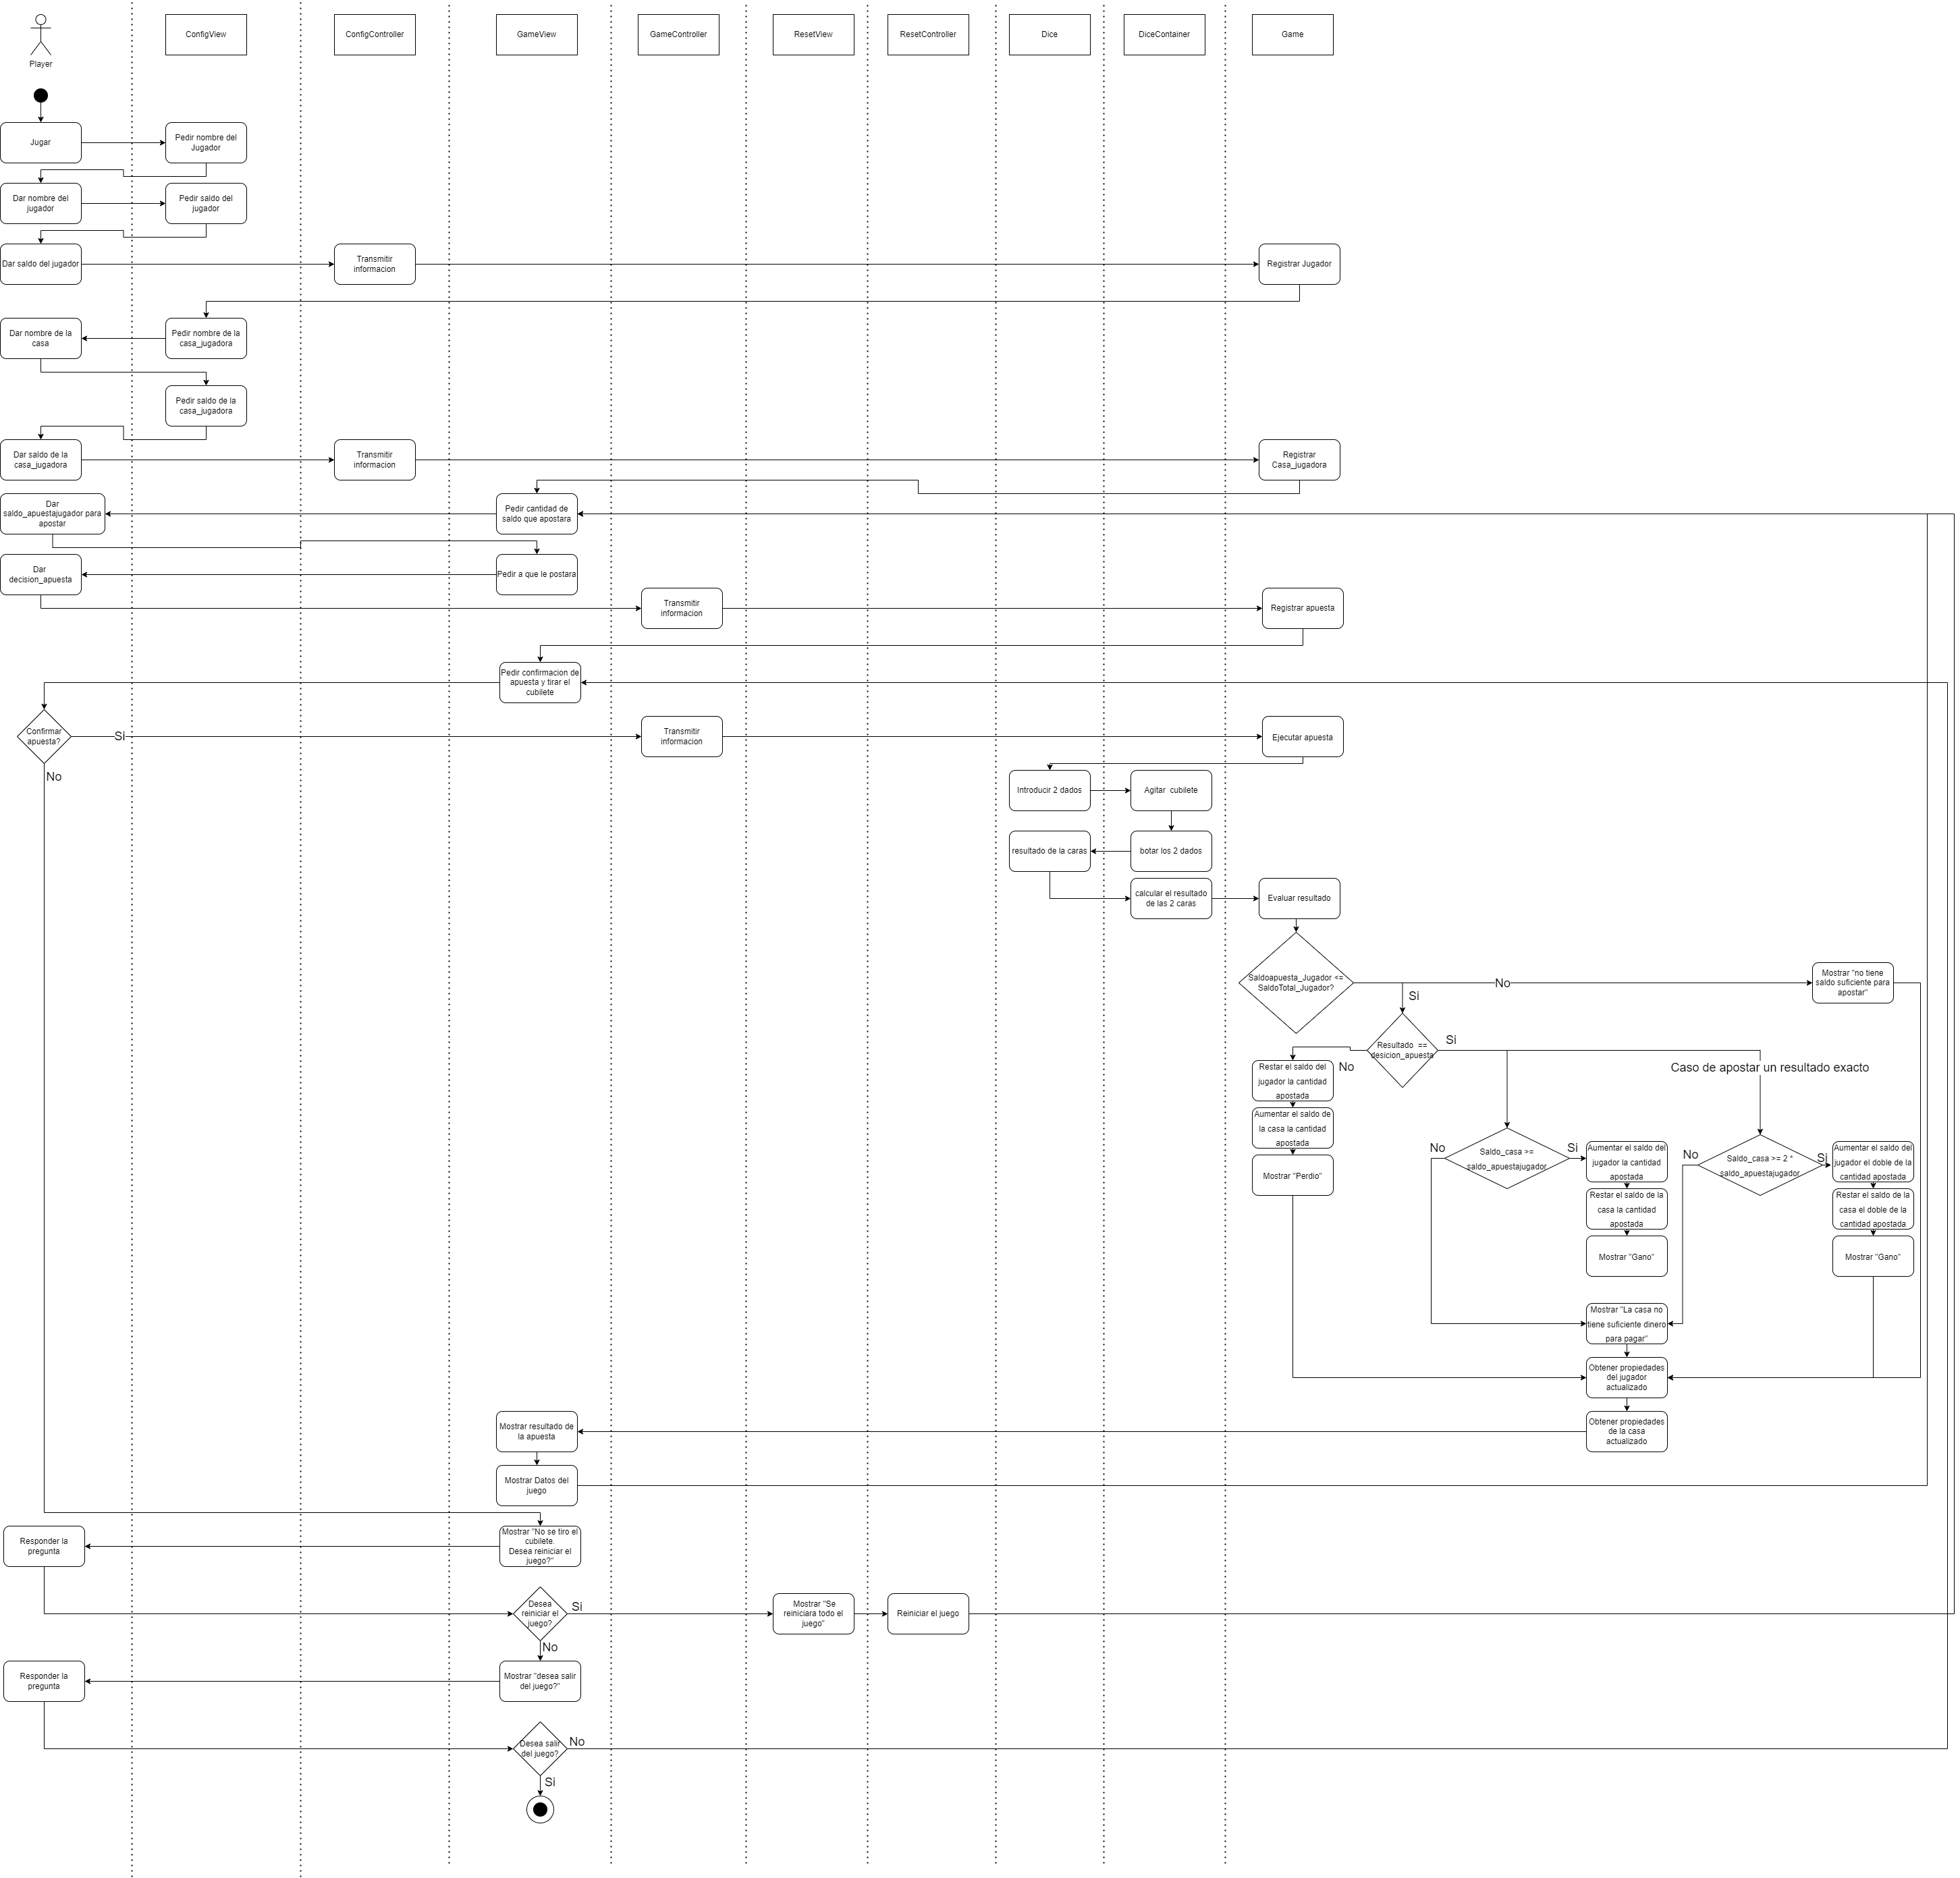 Player
ConfigView
ConfigController
GameView
GameController
ResetView
ResetController
Dice
DiceContainer
Game
Jugar
Pedir nombre del
Jugador
Dar nombre del
jugador
Pedir saldo del
jugador
Dar saldo del jugador
Transmitir
informacion
Registrar Jugador
Dar nombre de la
casa
Pedir nombre de la
casa_jugadora
Pedir saldo de la
casa_jugadora
Dar saldo de la
casa_jugadora
Transmitir
informacion
Registrar
Casa_jugadora
Dar
saldo_apuestajugador para
apostar
Pedir cantidad de
saldo que apostara
Dar
decision_apuesta
Pedir a que le postara
Transmitir
informacion
Registrar apuesta
Pedir confirmacion de
apuesta y tirar el
cubilete
Confirmar
apuesta?
Si
No
Transmitir
informacion
Ejecutar apuesta
Introducir 2 dados
Agitar  cubilete
resultado de la caras
botar los 2 dados
calcular el resultado
de las 2 caras
Evaluar resultado
Saldoapuesta_Jugador <=
SaldoTotal_Jugador?
No
Si
Mostrar "no tiene
saldo suficiente para
apostar"
Resultado  ==
desicion_apuesta
Si
No
Caso de apostar un resultado exacto
Restar el saldo del
jugador la cantidad
apostada
Aumentar el saldo de
la casa la cantidad
apostada
Mostrar "Perdio"
No
Saldo_casa >=
saldo_apuestajugador
Si
Aumentar el saldo del
jugador la cantidad
apostada
Restar el saldo de la
casa la cantidad
apostada
Mostrar "Gano"
No
Saldo_casa >= 2 *
saldo_apuestajugador
Si
Aumentar el saldo del
jugador el doble de la
cantidad apostada
Restar el saldo de la
casa el doble de la
cantidad apostada
Mostrar "Gano"
Mostrar "La casa no
tiene suficiente dinero
para pagar"
Obtener propiedades
del jugador
actualizado
Obtener propiedades
de la casa
actualizado
Mostrar resultado de
la apuesta
Mostrar Datos del
juego
Responder la
pregunta
Mostrar "No se tiro el
cubilete.
Desea reiniciar el
juego?"
Desea
reiniciar el
juego?
Si
No
Mostrar "Se
reiniciara todo el
juego"
Reiniciar el juego
Responder la
pregunta
Mostrar "desea salir
del juego?"
Desea salir
del juego?
No
Si